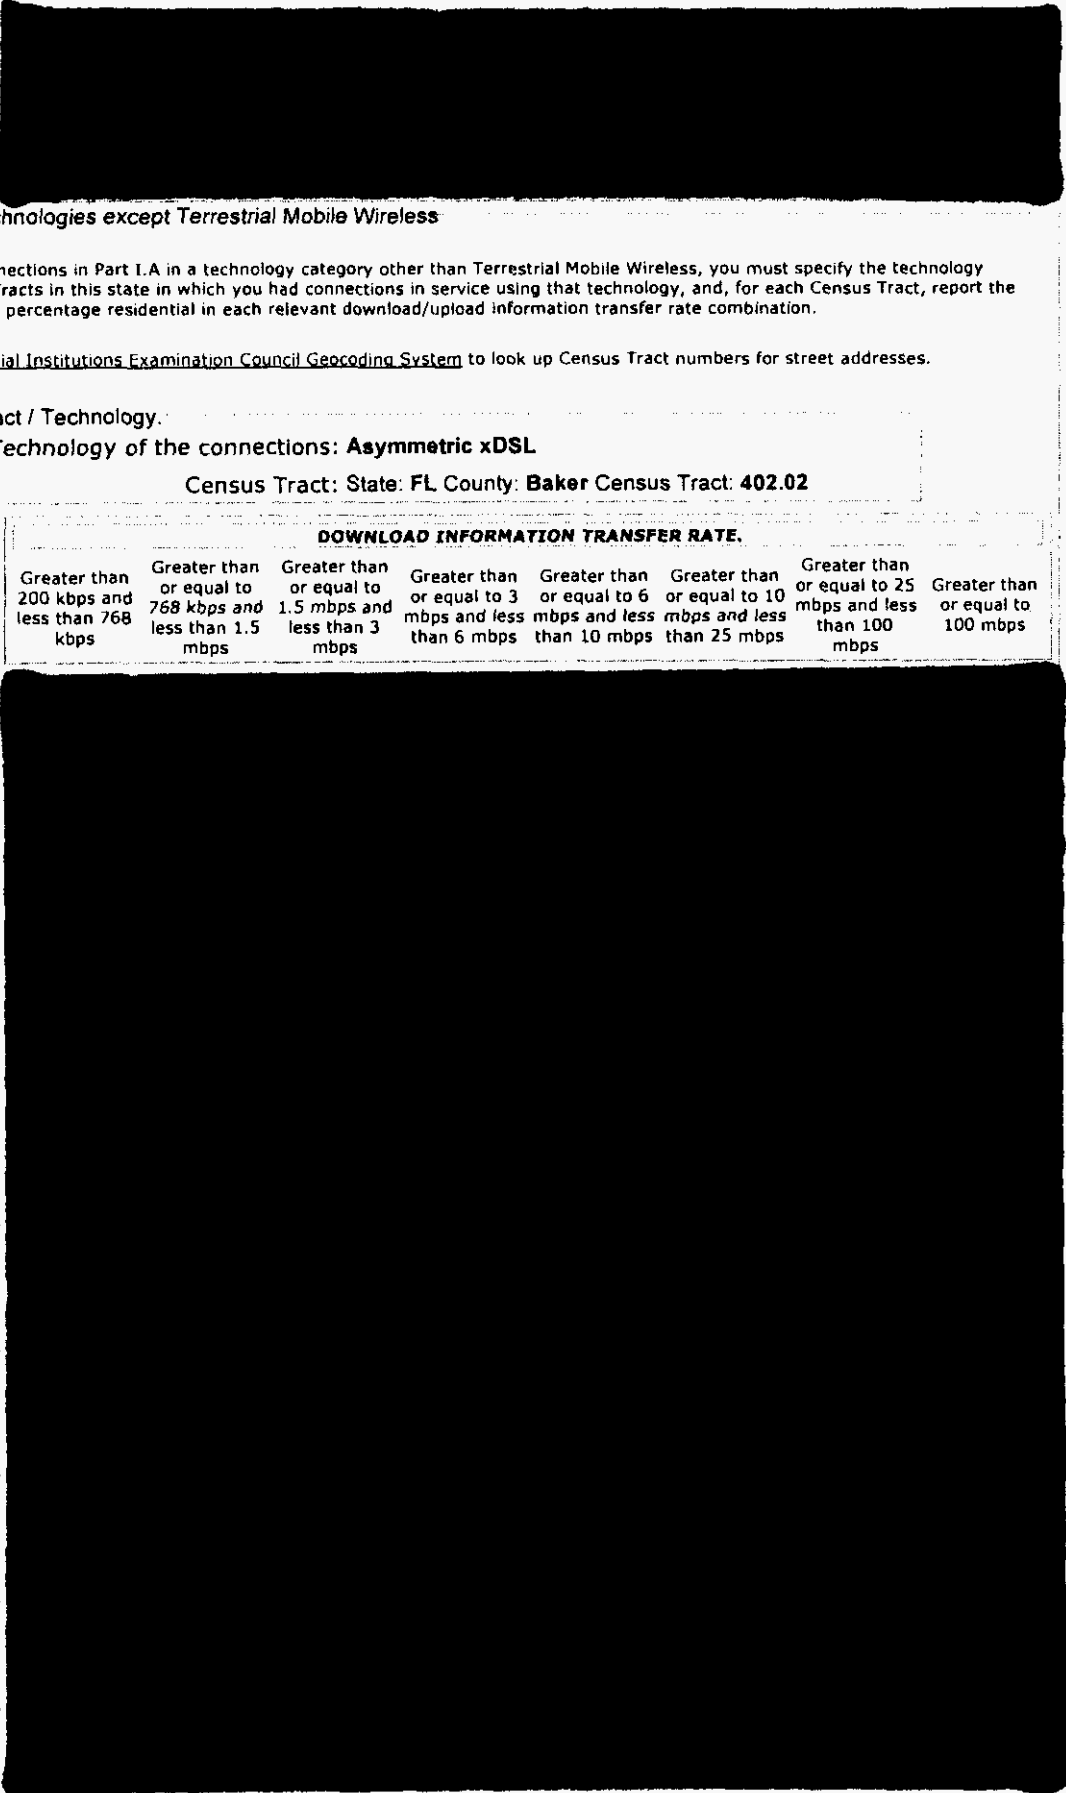 hnologies except Terrestrial Mobile Wireless
nections in Part I.A in a technology category other than Terrestrial Mobile Wireless, you must specify the technology
racts in this state in which you had connections in service using that technology, and, for each Census Tract, report the
percentage residential in each relevant download/upload information transfer rate combination.
ial Institutions Examination Council Geocoding System to look up Census Tract numbers for street addresses.
act / Technology.
Technology of the connections: Asymmetric xDSL
Census Tract: State: FL County: Baker Census Tract: 402.02
DOWNLOAD INFORMATION TRANSFER RATE.
Greater than
200 kbps and
less than 768
kbps
Greater than
or equal to
768 kbps and
less than 1.5
mbps
Greater than
or equal to
1.5 mbps and
less than 3
mbps
Greater than
or equal to 3
mbps and less
than 6 mbps
Greater than
or equal to 6
mbps and less
than 10 mbps
Greater than
or equal to 10
mbps and less
than 25 mbps
Greater than
or equal to 25
mbps and less
than 100
mbps
Greater than
or equal to
100 mbps